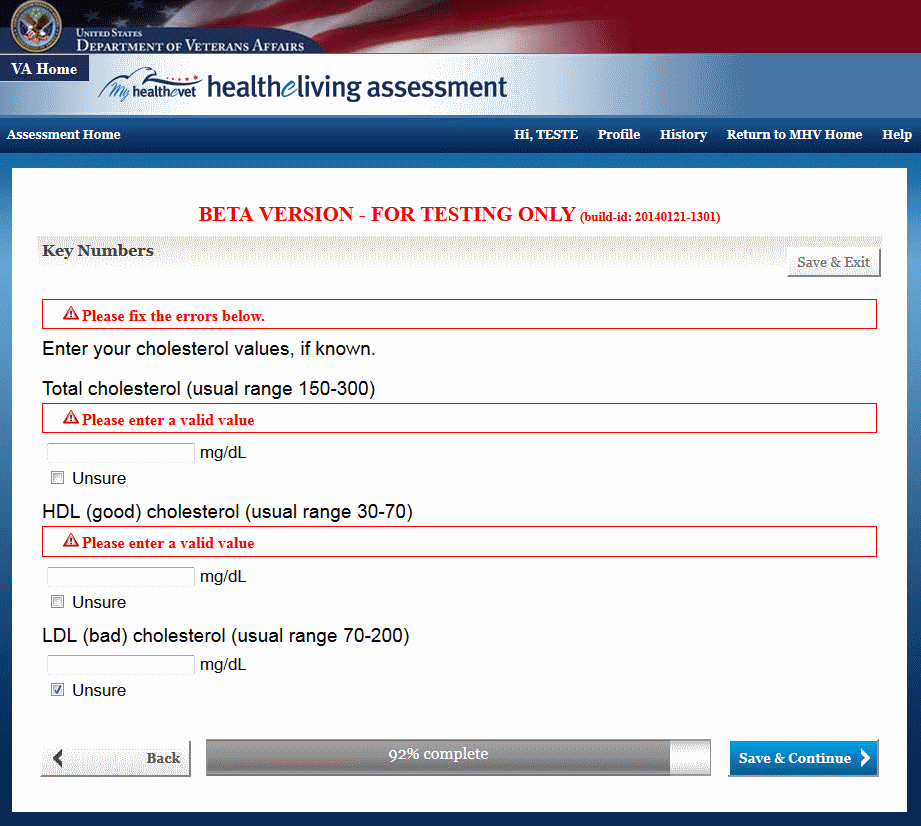 UNITED STATES
DEPARTMENT OF VETERANS AFFAIRS
VA Home
My healthevet healtheliving assessment
Assessment Home Hi, TESTE Profile History Return to MHV Home Help
BETA VERSION - FOR TESTING ONLY (build-id: 20140121-1301)
Key Numbers
Save & Exit
Please fix the errors below.
Enter your cholesterol values, if known.
Total cholesterol (usual range 150-300)
Please enter a valid value
mg/dL
Unsure
HDL (good) cholesterol (usual range 30-70)
Please enter a valid value
mg/dL
Unsure
LDL (bad) cholesterol (usual range 70-200)
mg/dL
Unsure
Back 92% complete Save & Continue